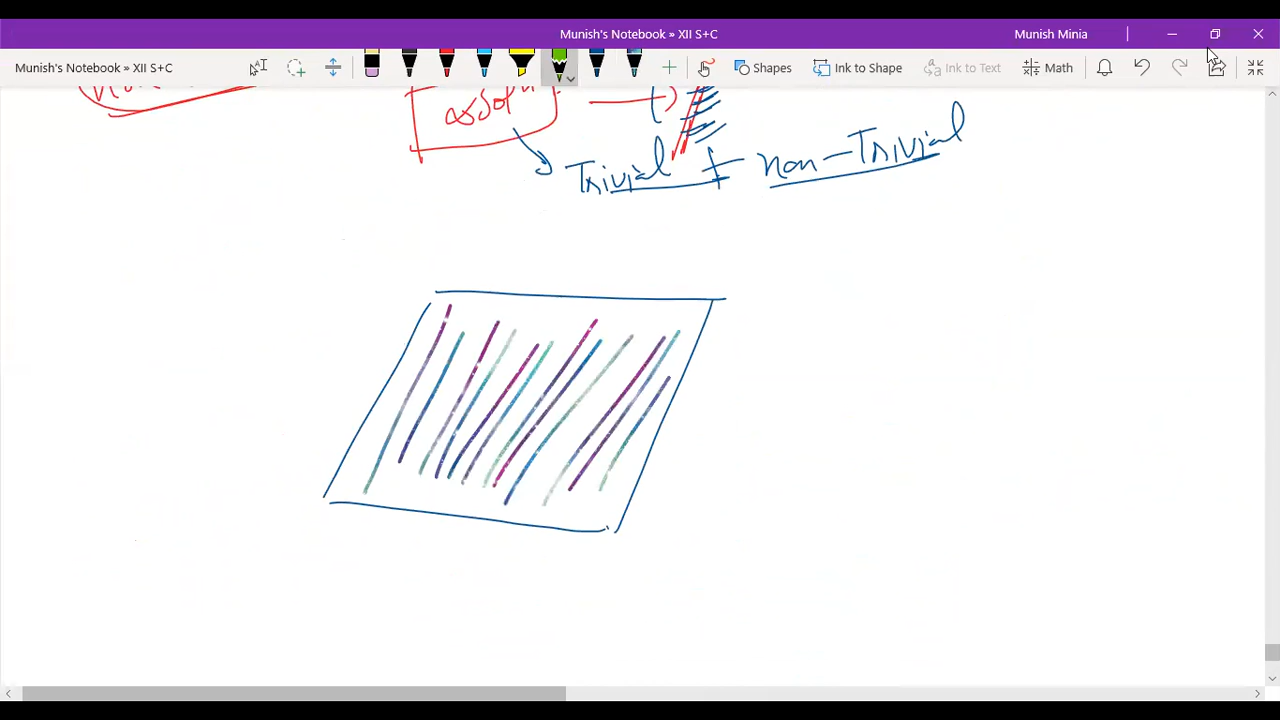 Munish's Notebook » XII S+C
Munish Minia
Munish's Notebook » XII S+C
Shapes
Ink to Shape
Ink to Text
Math
Trivial + non-Trivial